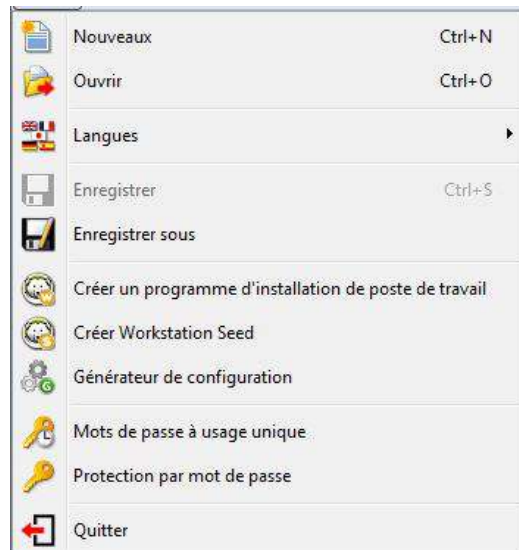 Nouveaux Ctrl+N
Ouvrir Ctrl+O
Langues
Enregistrer Ctrl+S
Enregistrer sous
Créer un programme d'installation de poste de travail
Créer Workstation Seed
Générateur de configuration
Mots de passe à usage unique
Protection par mot de passe
Quitter